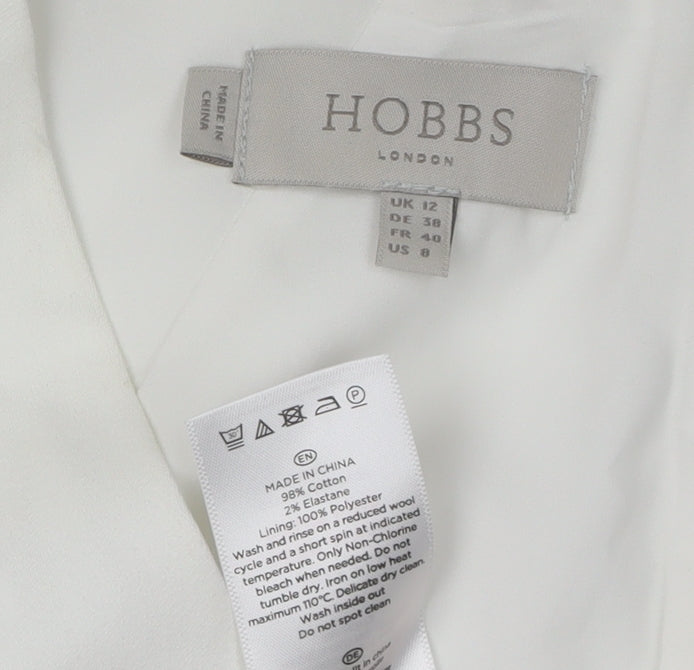 MADE IN
CHINA
HOBBS
LONDON
UK 12
DE 38
FR 40
US 8
30°
P
EN
MADE IN CHINA
98% Cotton
2% Elastane
Lining: 100% Polyester
Wash and rinse on a reduced wool
cycle and a short spin at indicated
temperature. Only Non-Chlorine
bleach when needed. Do not
tumble dry. Iron on low heat
maximum 110°C. Delicate dry clean.
Wash inside out
Do not spot clean
DE
in china